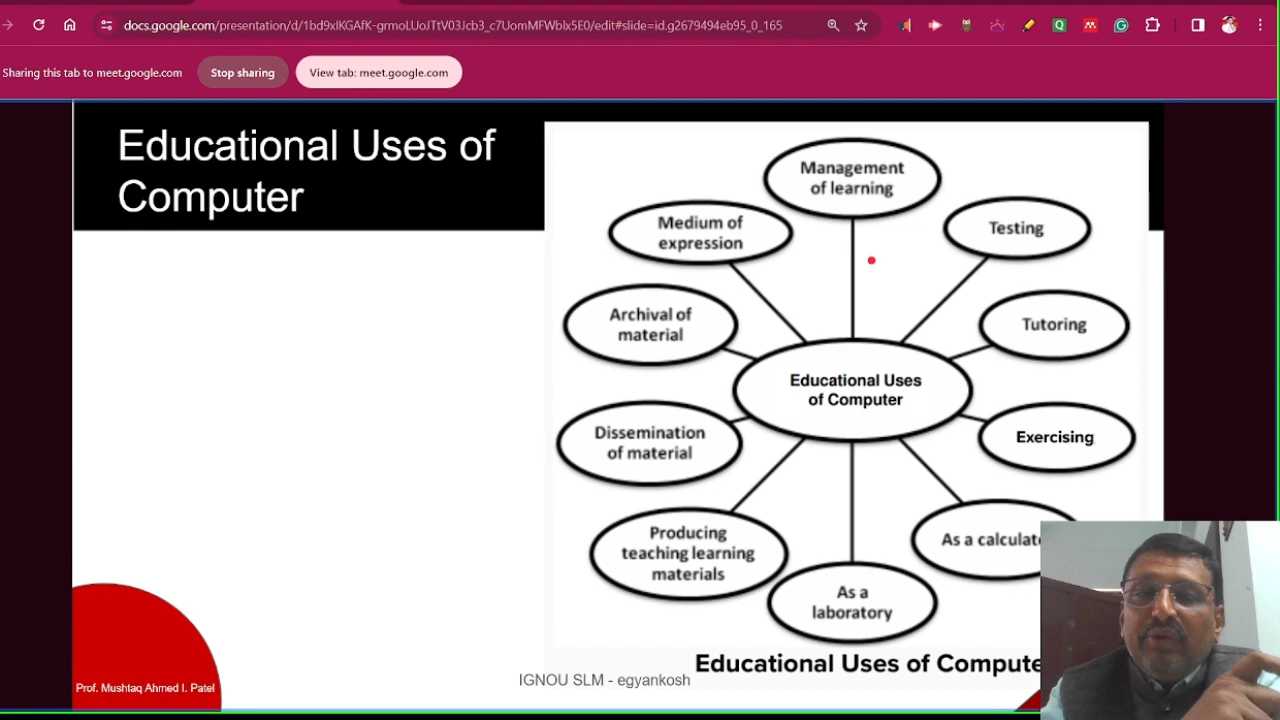 docs.google.com/presentation/d/1bd9xlKGAfK-grmoLUoJTtV03Jcb3_c7UomMFWblx5E0/edit#slide=id.g2679494eb95_0_165
Sharing this tab to meet.google.com
Stop sharing
View tab: meet.google.com
Educational Uses of
Computer
Management
of learning
Medium of
expression
Testing
Archival of
material
Tutoring
Educational Uses
of Computer
Dissemination
of material
Exercising
Producing
teaching learning
materials
As a calculat
As a
laboratory
Educational Uses of Compute
IGNOU SLM - egyankosh
Prof. Mushtaq Ahmed I. Patel